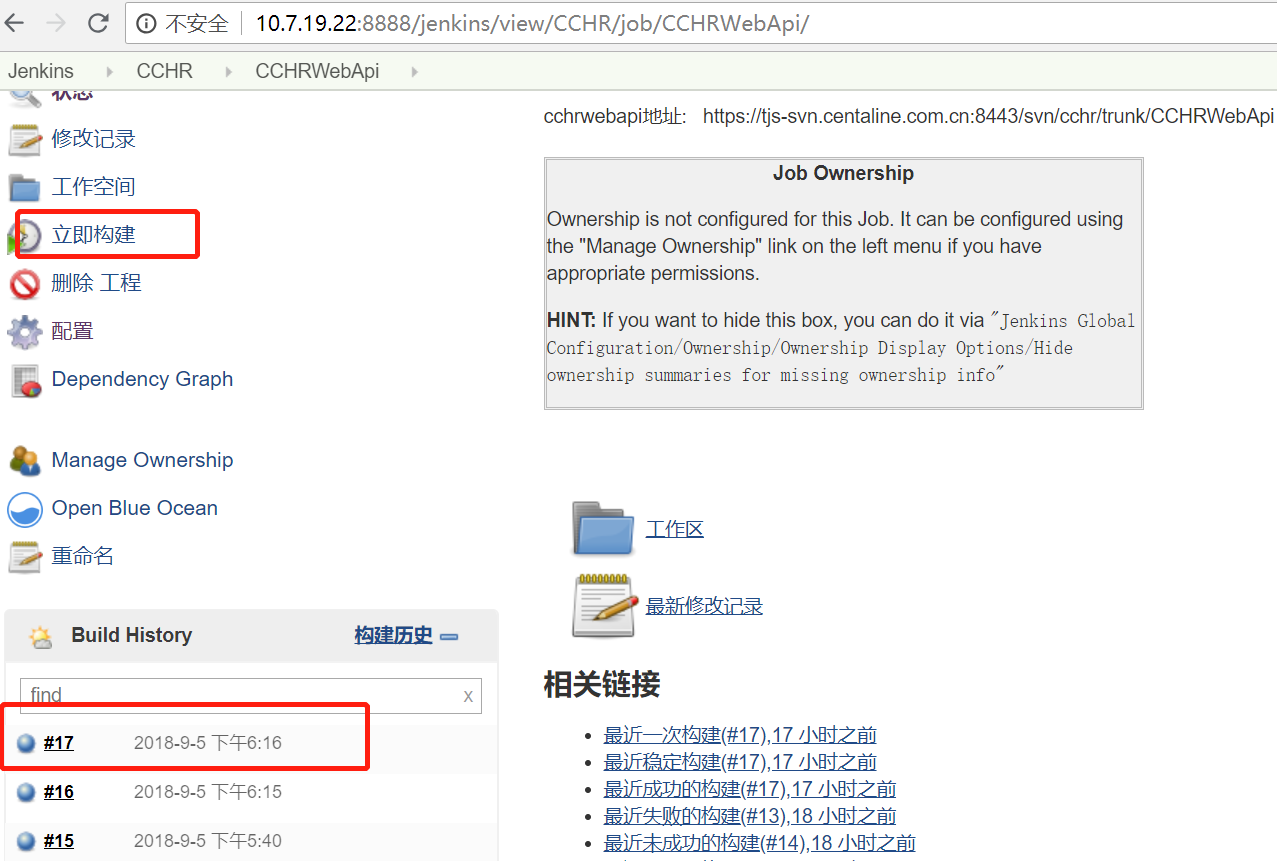 不安全 10.7.19.22:8888/jenkins/view/CCHR/job/CCHRWebApi/
Jenkins CCHR CCHRWebApi
状态
修改记录
工作空间
立即构建
删除 工程
配置
Dependency Graph
Manage Ownership
Open Blue Ocean
重命名
Build History 构建历史
find x
#17 2018-9-5 下午6:16
#16 2018-9-5 下午6:15
#15 2018-9-5 下午5:40
cchrwebapi地址: https://tjs-svn.centaline.com.cn:8443/svn/cchr/trunk/CCHRWebApi
Job Ownership
Ownership is not configured for this Job. It can be configured using
the "Manage Ownership" link on the left menu if you have
appropriate permissions.
HINT: If you want to hide this box, you can do it via "Jenkins Global
Configuration/Ownership/Ownership Display Options/Hide
ownership summaries for missing ownership info"
工作区
最新修改记录
相关链接
最近一次构建(#17),17 小时之前
最近稳定构建(#17),17 小时之前
最近成功的构建(#17),17 小时之前
最近失败的构建(#13),18 小时之前
最近未成功的构建(#14),18 小时之前